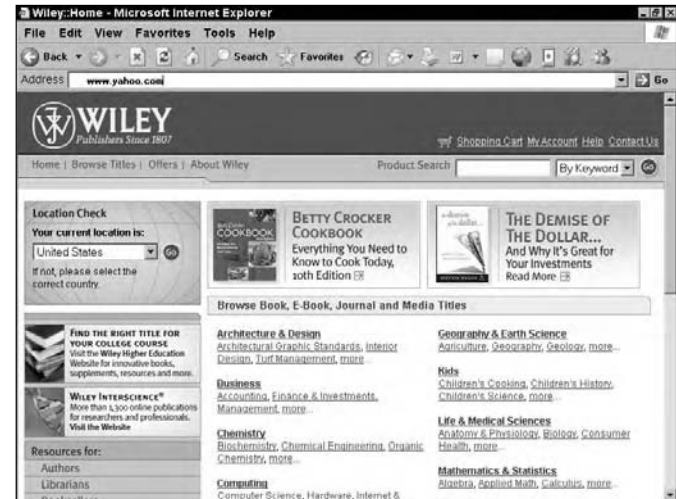 Wiley::Home - Microsoft Internet Explorer
File Edit View Favorites Tools Help
Back Search Favorites
Address www.yahoo.com Go
WILEY
Publishers Since 1807
Shopping Cart My Account Help Contact Us
Home | Browse Titles | Offers | About Wiley Product Search By Keyword GO
Location Check
Your current location is:
United States GO
If not, please select the
correct country.
BETTY CROCKER
COOKBOOK
Everything You Need to
Know to Cook Today,
10th Edition
COOKBOOK
THE DEMISE OF
THE DOLLAR...
And Why It's Great for
Your Investments
Read More
Browse Book, E-Book, Journal and Media Titles
FIND THE RIGHT TITLE FOR
YOUR COLLEGE COURSE
Visit the Wiley Higher Education
Website for innovative books,
supplements, resources and more.
WILEY INTERSCIENCE®
More than 1,300 online publications
for researchers and professionals.
Visit the Website
Resources for:
Authors
Librarians
Booksellers
Architecture & Design
Architectural Graphic Standards, Interior
Design, Turf Management, more...
Business
Accounting, Finance & Investments,
Management, more...
Chemistry
Biochemistry, Chemical Engineering, Organic
Chemistry, more...
Computing
Computer Science, Hardware, Internet &
Geography & Earth Science
Agriculture, Geography, Geology, more...
Kids
Children's Cooking, Children's History,
Children's Science, more...
Life & Medical Sciences
Anatomy & Physiology, Biology, Consumer
Health, more...
Mathematics & Statistics
Algebra, Applied Math, Calculus, more...